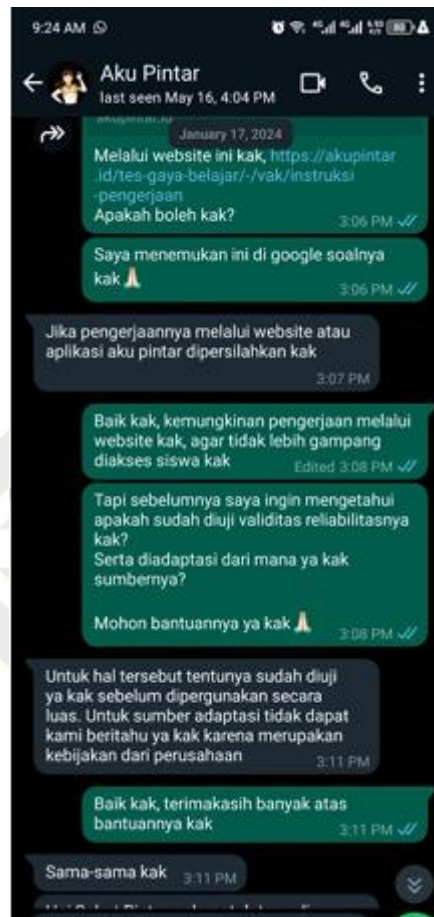 9:24 AM
Aku Pintar
last seen May 16, 4:04 PM
January 17, 2024
Melalui website ini kak, https://akupintar
.id/tes-gaya-belajar/-/vak/instruksi
-pengerjaan
Apakah boleh kak?
3:06 PM
Saya menemukan ini di google soalnya
kak
3:06 PM
Jika pengerjaannya melalui website atau
aplikasi aku pintar dipersilahkan kak
3:07 PM
Baik kak, kemungkinan pengerjaan melalui
website kak, agar tidak lebih gampang
diakses siswa kak
Edited 3:08 PM
Tapi sebelumnya saya ingin mengetahui
apakah sudah diuji validitas reliabilitasnya
kak?
Serta diadaptasi dari mana ya kak
sumbernya?
Mohon bantuannya ya kak
3:08 PM
Untuk hal tersebut tentunya sudah diuji
ya kak sebelum dipergunakan secara
luas. Untuk sumber adaptasi tidak dapat
kami beritahu ya kak karena merupakan
kebijakan dari perusahaan
3:11 PM
Baik kak, terimakasih banyak atas
bantuannya kak
3:11 PM
Sama-sama kak
3:11 PM